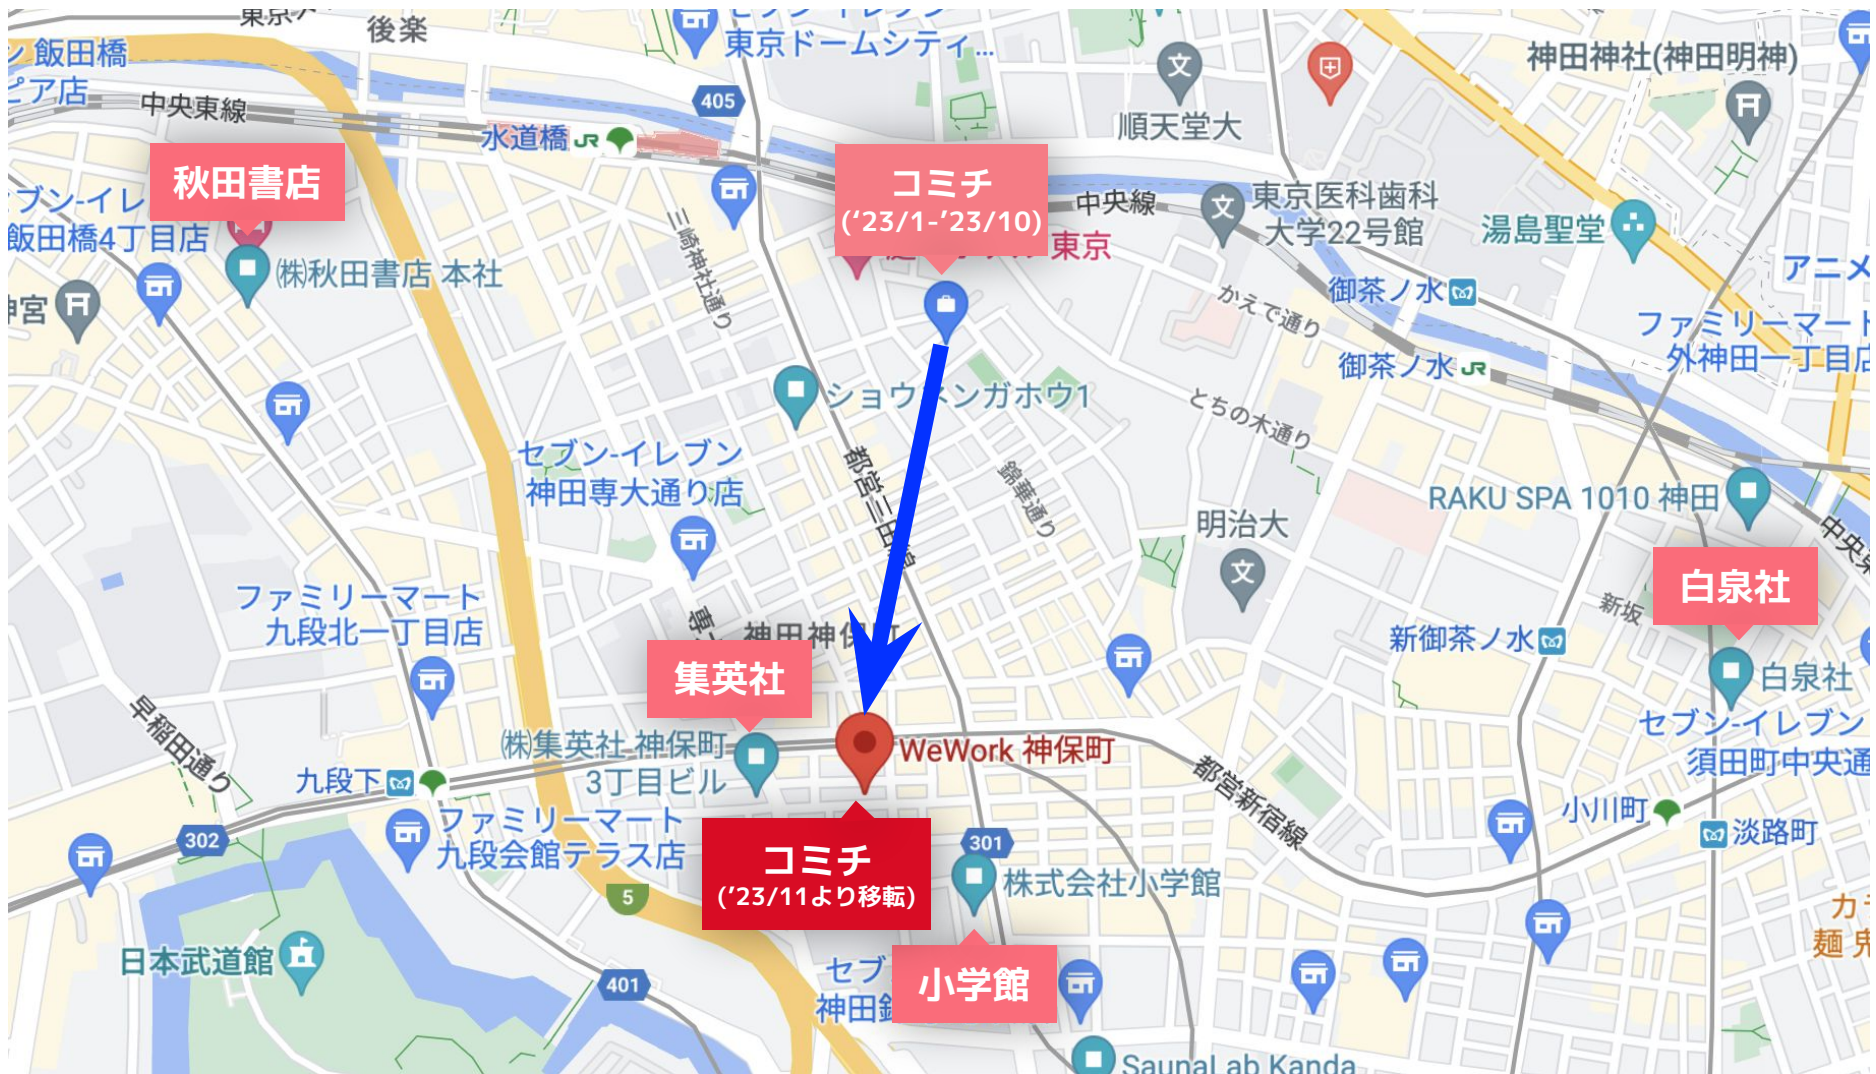 後楽
飯田橋
ピア店
中央東線
東京ドームシティ...
405
水道橋
JR
順天堂大
神田神社(神田明神)
秋田書店
コミチ
(‘23/1-’23/10)
中央線
東京医科歯科
大学22号館
湯島聖堂
飯田橋4丁目店
㈱秋田書店 本社
三崎神社通り
東京
かえで通り
御茶ノ水
アニメ
ファミリーマート
外神田一丁目店
御茶ノ水
JR
とちの木通り
セブン-イレブン
神田専大通り店
錦華通り
都営三田線
RAKU SPA 1010 神田
明治大
白泉社
新坂
ファミリーマート
九段北一丁目店
新御茶ノ水
白泉社
集英社
早稲田通り
㈱集英社 神保町
3丁目ビル
WeWork 神保町
セブン-イレブン
須田町中央通
九段下
都営新宿線
小川町
淡路町
302
ファミリーマート
九段会館テラス店
コミチ
(’23/11より移転)
301
株式会社小学館
5
日本武道館
401
小学館
SaunaLab Kanda